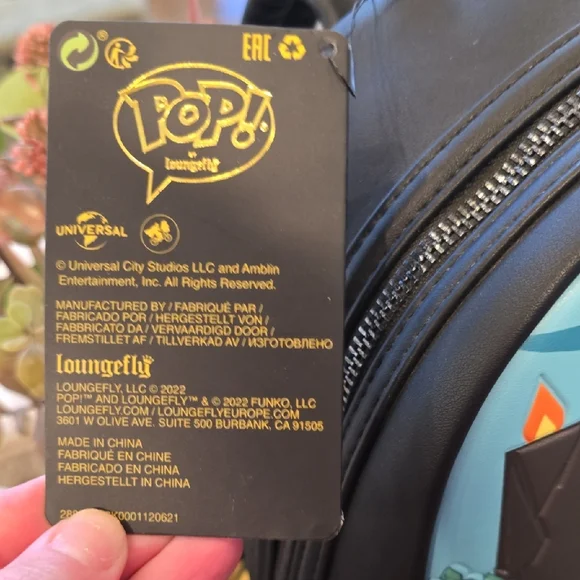 EAC
POP!
BY
loungefly
UNIVERSAL
© Universal City Studios LLC and Amblin
Entertainment, Inc. All Rights Reserved.
MANUFACTURED BY / FABRIQUÉ PAR /
FABRICADO POR / HERGESTELLT VON /
FABBRICATO DA / VERVAARDIGD DOOR /
FREMSTILLET AF / TILLVERKAD AV / ИЗГОТОВЛЕНО
loungefly
LOUNGEFLY, LLC © 2022
POP!™ AND LOUNGEFLY™ & © 2022 FUNKO, LLC
LOUNGEFLY.COM / LOUNGEFLYEUROPE.COM
3601 W OLIVE AVE. SUITE 500 BURBANK, CA 91505
MADE IN CHINA
FABRIQUÉ EN CHINE
FABRICADO EN CHINA
HERGESTELLT IN CHINA